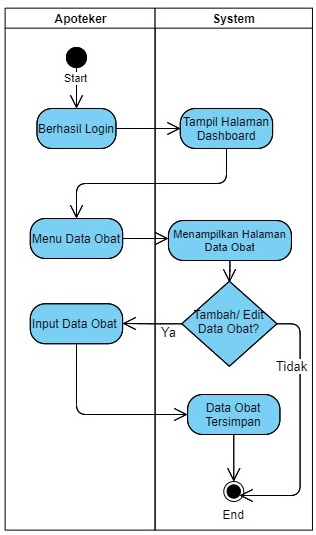 Apoteker
System
Start
Berhasil Login
Tampil Halaman
Dashboard
Menu Data Obat
Menampilkan Halaman
Data Obat
Tambah/ Edit
Data Obat?
Ya
Input Data Obat
Tidak
Data Obat
Tersimpan
End